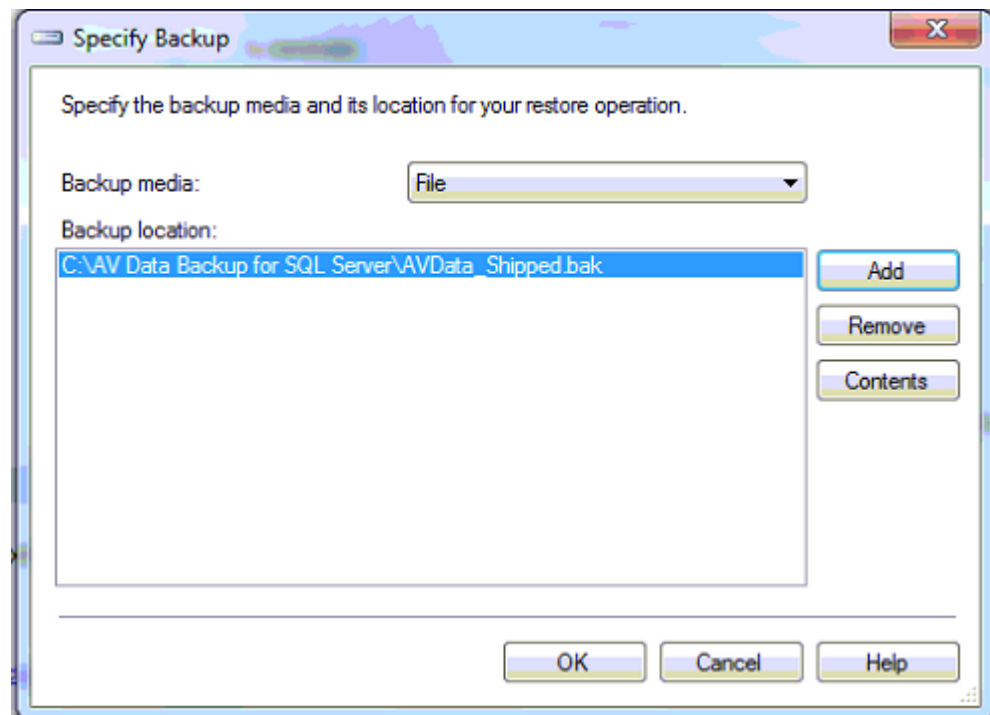 Specify Backup
Specify the backup media and its location for your restore operation.
Backup media:
File
Backup location:
C:\AV Data Backup for SQL Server\AVData_Shipped.bak
Add
Remove
Contents
OK
Cancel
Help